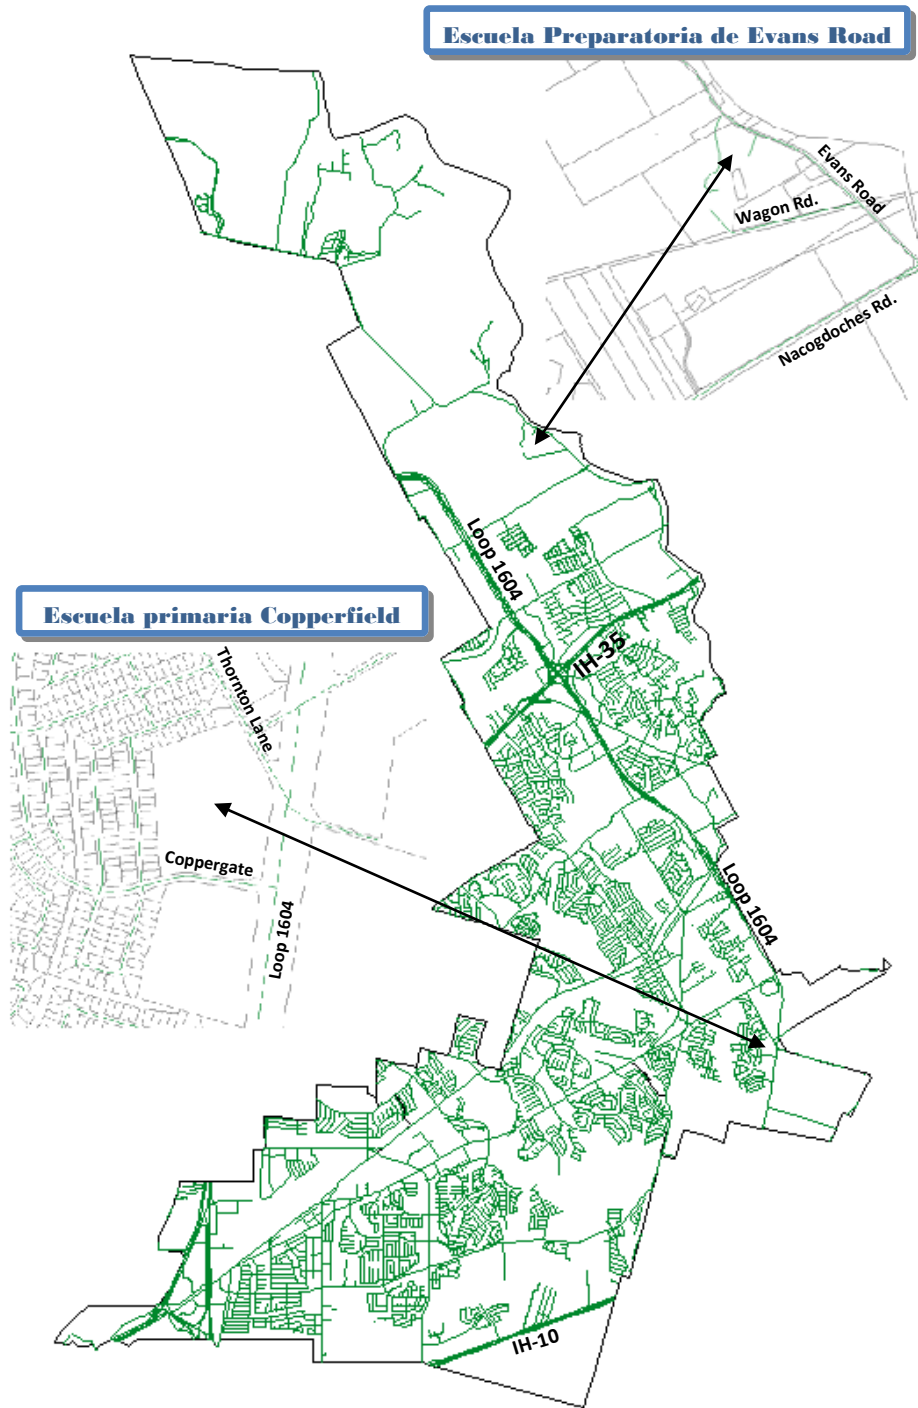 Escuela Preparatoria de Evans Road
Evans Road
Wagon Rd.
Nacogdoches Rd.
Loop 1604
IH-35
Escuela primaria Copperfield
Thornton Lane
Coppergate
Loop 1604
Loop 1604
IH-10